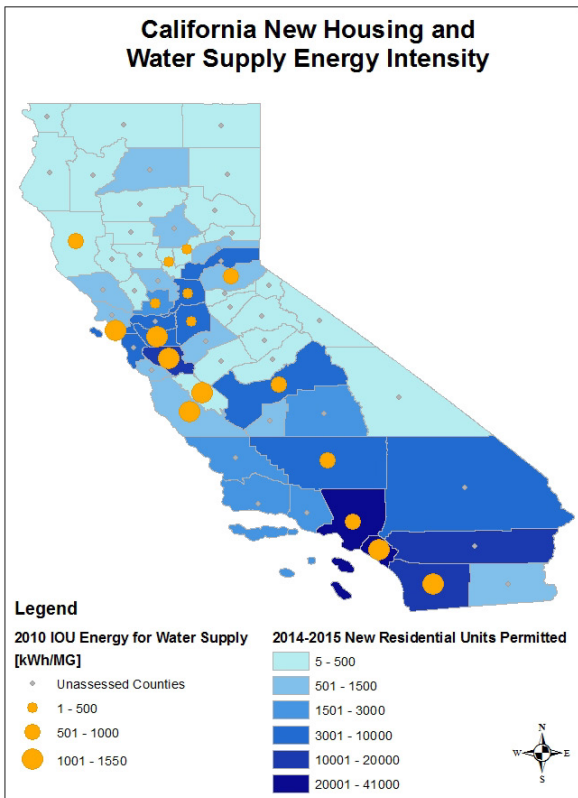 California New Housing and
Water Supply Energy Intensity
Legend
2010 IOU Energy for Water Supply
[kWh/MG]
Unassessed Counties
1 - 500
501 - 1000
1001 - 1550
2014-2015 New Residential Units Permitted
5 - 500
501 - 1500
1501 - 3000
3001 - 10000
10001 - 20000
20001 - 41000
N
W E
S